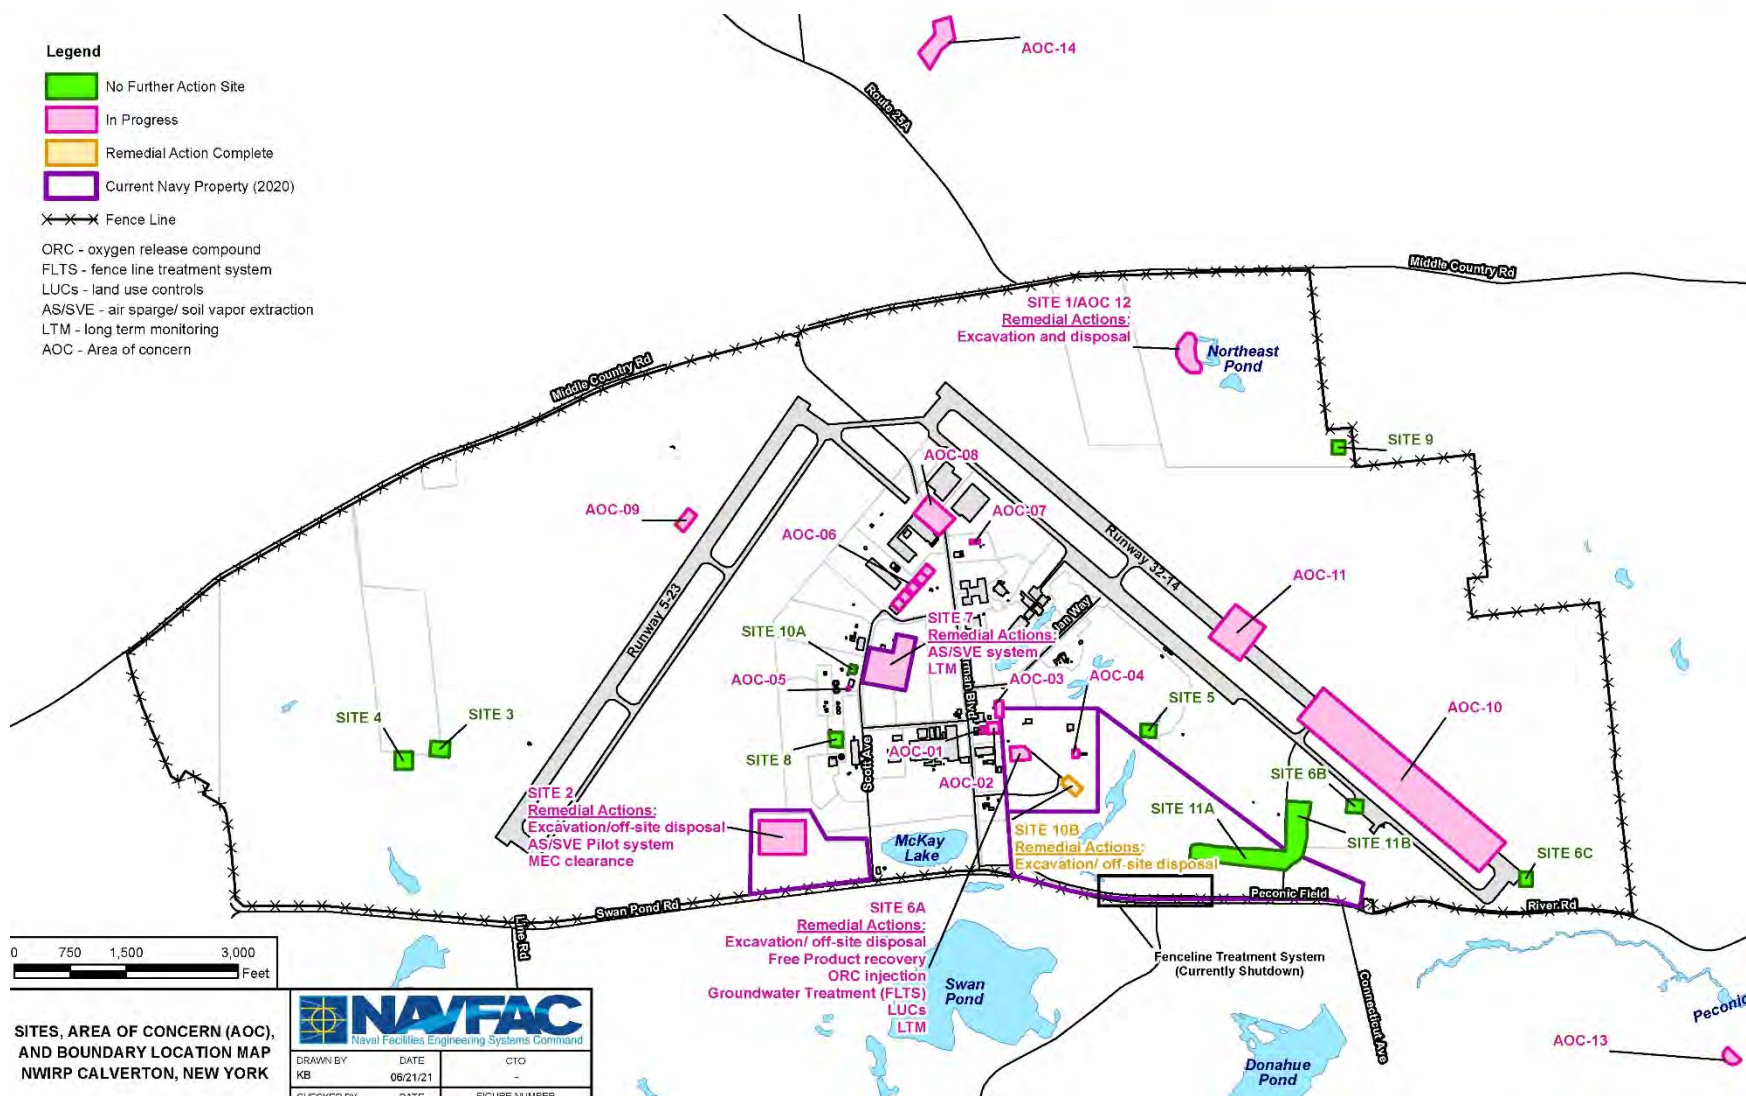 Legend
No Further Action Site
In Progress
Remedial Action Complete
Current Navy Property (2020)
Fence Line
ORC - oxygen release compound
FLTS - fence line treatment system
LUCs - land use controls
AS/SVE - air sparge/ soil vapor extraction
LTM - long term monitoring
AOC - Area of concern
AOC-14
Route 25A
Middle Country Rd
SITE 1/AOC 12
Remedial Actions:
Excavation and disposal
Northeast
Pond
Middle Country Rd
SITE 9
AOC-08
AOC-09
AOC-07
AOC-06
Runway 32-14
AOC-11
Runway 5-23
SITE 10A
SITE 7
Remedial Actions:
AS/SVE system
LTM
Jan Way
AOC-05
AOC-03
AOC-04
SITE 4
SITE 3
SITE 5
AOC-10
SITE 8
Scott Ave
AOC-01
AOC-02
SITE 6B
SITE 2
Remedial Actions:
Excavation/off-site disposal
AS/SVE Pilot system
MEC clearance
McKay
Lake
SITE 10B
Remedial Actions:
Excavation/ off-site disposal
SITE 11A
SITE 11B
SITE 6C
Swan Pond Rd
Peconic Field
River Rd
Line Rd
SITE 6A
Remedial Actions:
Excavation/ off-site disposal
Free Product recovery
ORC injection
Groundwater Treatment (FLTS)
LUCs
LTM
Swan
Pond
Fenceline Treatment System
(Currently Shutdown)
Connecticut Ave
Donahue
Pond
Peconic
AOC-13
0 750 1,500 3,000
Feet
SITES, AREA OF CONCERN (AOC),
AND BOUNDARY LOCATION MAP
NWIRP CALVERTON, NEW YORK
NAVFAC
Naval Facilities Engineering Systems Command
DRAWN BY DATE CTO
KB 06/21/21 -
CHECKED BY DATE FIGURE NUMBER